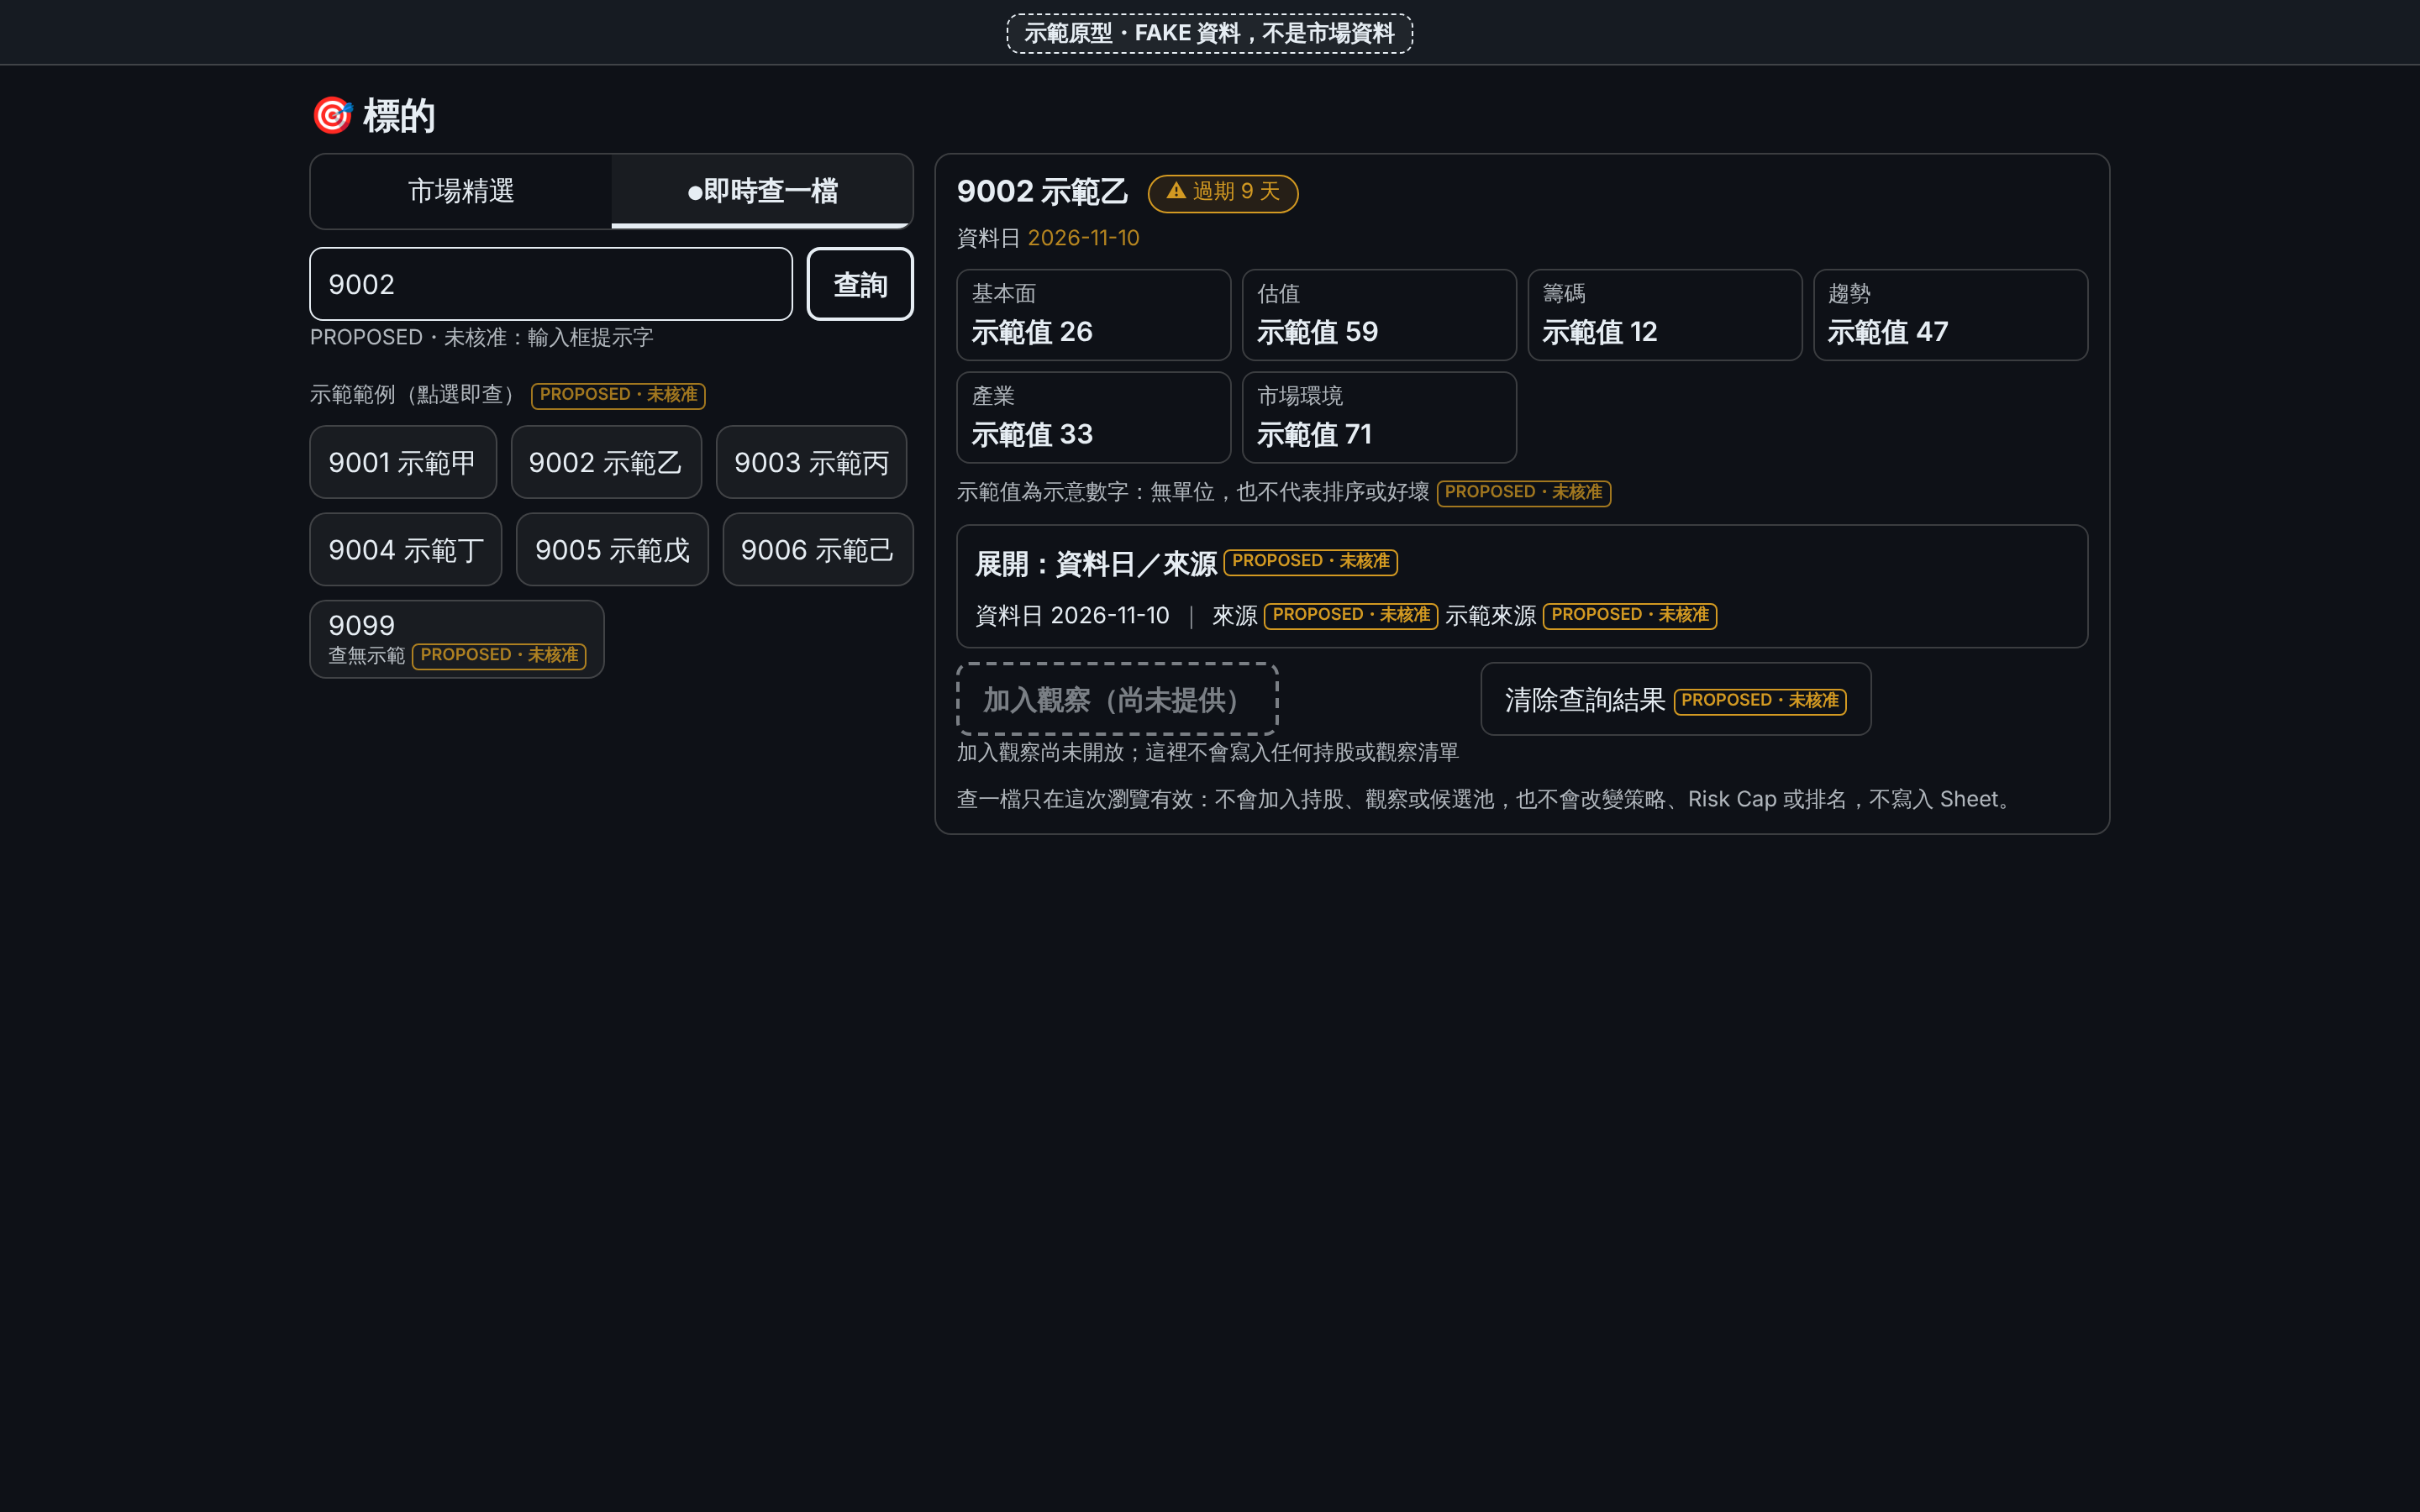 示範原型・FAKE 資料，不是市場資料
🎯 標的
市場精選
●即時查一檔
9002
查詢
PROPOSED・未核准：輸入框提示字
示範範例（點選即查） PROPOSED・未核准
9001 示範甲
9002 示範乙
9003 示範丙
9004 示範丁
9005 示範戊
9006 示範己
9099
查無示範 PROPOSED・未核准
9002 示範乙 ⚠ 過期 9 天
資料日 2026-11-10
基本面
示範值 26
估值
示範值 59
籌碼
示範值 12
趨勢
示範值 47
產業
示範值 33
市場環境
示範值 71
示範值為示意數字：無單位，也不代表排序或好壞 PROPOSED・未核准
展開：資料日／來源 PROPOSED・未核准
資料日 2026-11-10 ｜ 來源 PROPOSED・未核准 示範來源 PROPOSED・未核准
加入觀察（尚未提供）
清除查詢結果 PROPOSED・未核准
加入觀察尚未開放；這裡不會寫入任何持股或觀察清單
查一檔只在這次瀏覽有效：不會加入持股、觀察或候選池，也不會改變策略、Risk Cap 或排名，不寫入 Sheet。